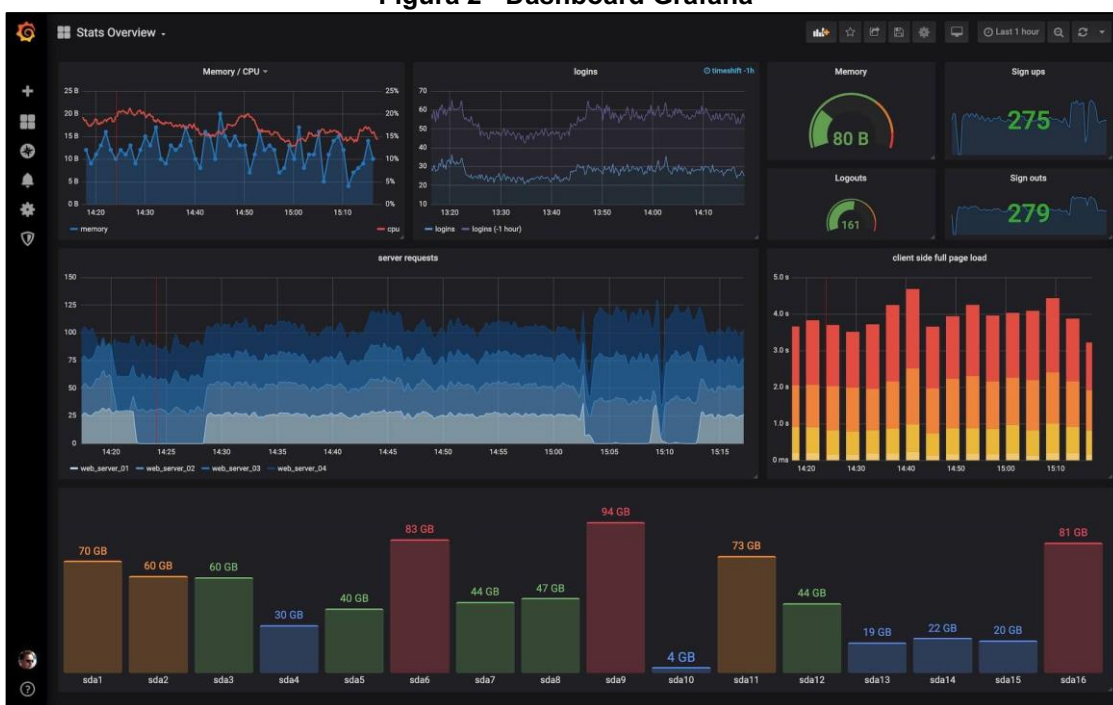 Figura 2 - Dashboard Grafana
Stats Overview
Last 1 hour
Memory / CPU
25 B
20 B
15 B
10 B
5 B
0 B
25%
20%
15%
10%
5%
0%
14:20 14:30 14:40 14:50 15:00 15:10
memory cpu
logins
timeshift -1h
70
60
50
40
30
20
10
13:20 13:30 13:40 13:50 14:00 14:10
logins logins (-1 hour)
Memory
80 B
Sign ups
275
Logouts
161
Sign outs
279
server requests
150
125
100
75
50
25
0
14:20 14:25 14:30 14:35 14:40 14:45 14:50 14:55 15:00 15:05 15:10 15:15
web_server_01 web_server_02 web_server_03 web_server_04
client side full page load
5.0 s
4.0 s
3.0 s
2.0 s
1.0 s
0 ms
14:20 14:30 14:40 14:50 15:00 15:10
70 GB 60 GB 60 GB 30 GB 40 GB 83 GB 44 GB 47 GB 94 GB 4 GB 73 GB 44 GB 19 GB 22 GB 20 GB 81 GB
sda1 sda2 sda3 sda4 sda5 sda6 sda7 sda8 sda9 sda10 sda11 sda12 sda13 sda14 sda15 sda16